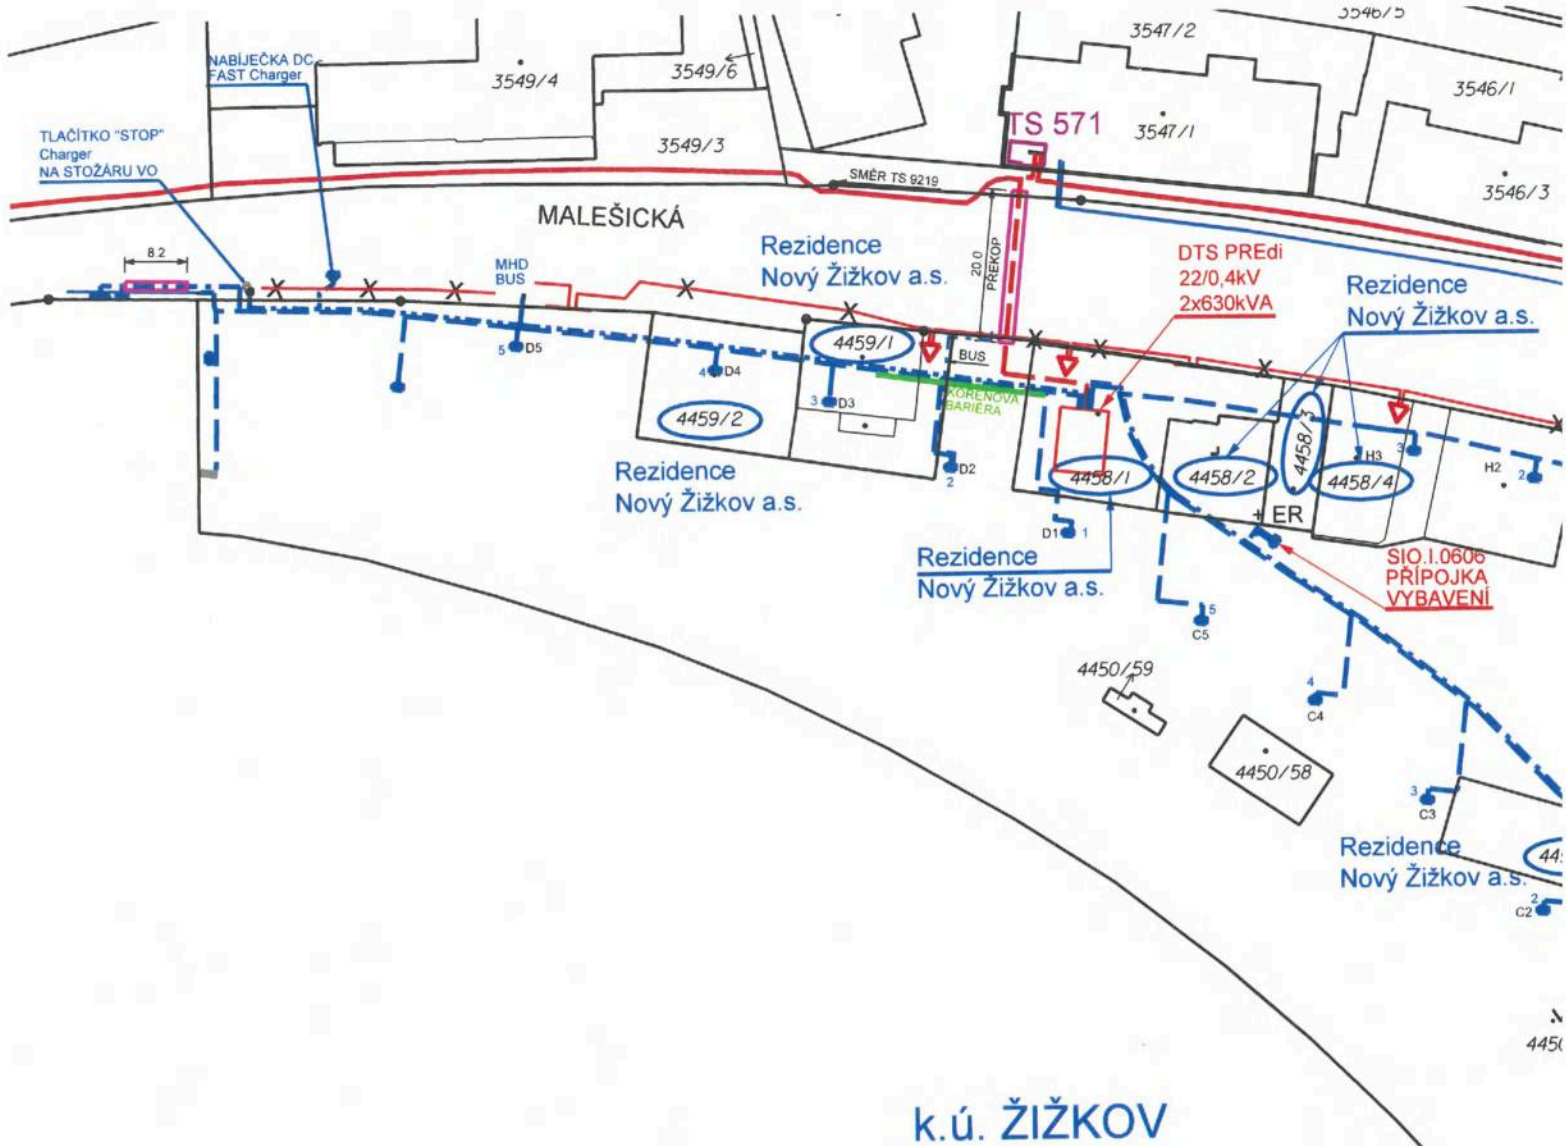 3546/5
3547/2
NABÍJEČKA DC
FAST Charger
3549/4
3549/6
3546/1
TS 571
3547/1
TLAČÍTKO "STOP"
Charger
NA STOŽÁRU VO
3549/3
SMĚR TS 9219
3546/3
MALEŠICKÁ
Rezidence
Nový Žižkov a.s.
8.2
MHD
BUS
20.0
PŘEKOP
DTS PREdi
22/0,4kV
2x630kVA
Rezidence
Nový Žižkov a.s.
X
X
X
X
X
X
X
X
X
4459/1
BUS
5
D5
4
D4
3
D3
KOŘENOVÁ
BARIÉRA
4459/2
4458/3
3
H3
H2
2
D2
2
4458/1
4458/2
4458/4
Rezidence
Nový Žižkov a.s.
D1
1
+ ER
Rezidence
Nový Žižkov a.s.
SIO.I.0606
PŘÍPOJKA
VYBAVENÍ
5
C5
4450/59
4
C4
4450/58
3
C3
Rezidence
Nový Žižkov a.s.
2
C2
k.ú. ŽIŽKOV